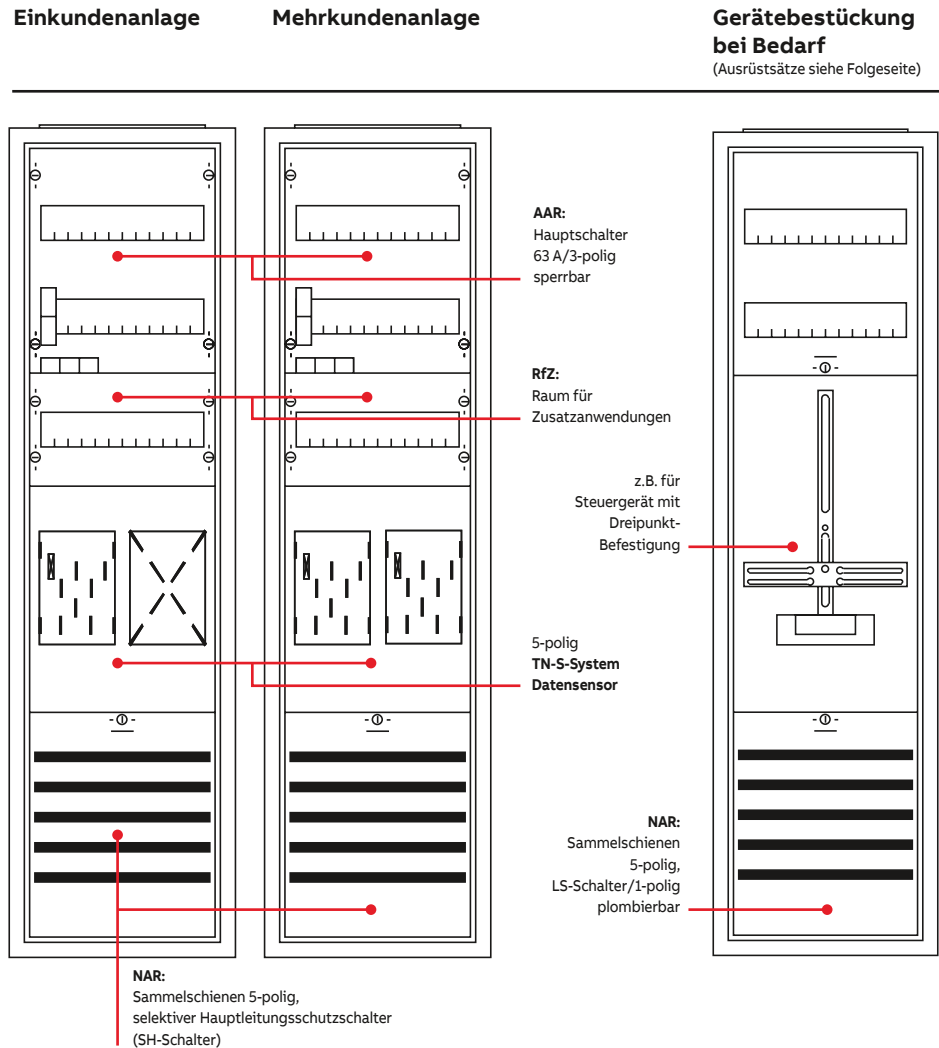 Einkundenanlage
Mehrkundenanlage
Gerätebestückung
bei Bedarf
(Ausrüstsätze siehe Folgeseite)
AAR:
Hauptschalter
63 A/3-polig
sperrbar
RfZ:
Raum für
Zusatzanwendungen
z.B. für
Steuergerät mit
Dreipunkt-
Befestigung
5-polig
TN-S-System
Datensensor
NAR:
Sammelschienen
5-polig,
LS-Schalter/1-polig
plombierbar
NAR:
Sammelschienen 5-polig,
selektiver Hauptleitungsschutzschalter
(SH-Schalter)